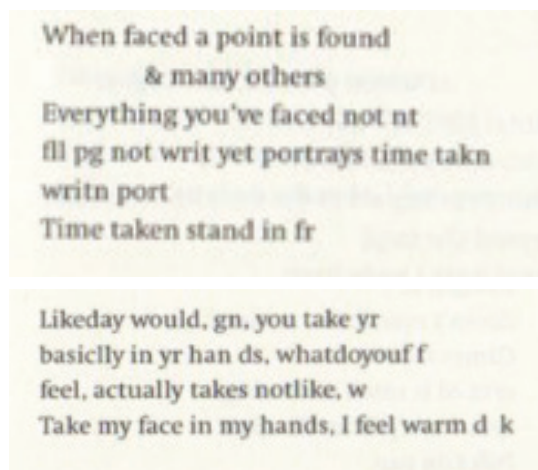 When faced a point is found
& many others
Everything you've faced not nt
fll pg not writ yet portrays time takn
writn port
Time taken stand in fr
Likeday would, gn, you take yr
basiclly in yr han ds, whatdoyouf f
feel, actually takes notlike, w
Take my face in my hands, I feel warm d k